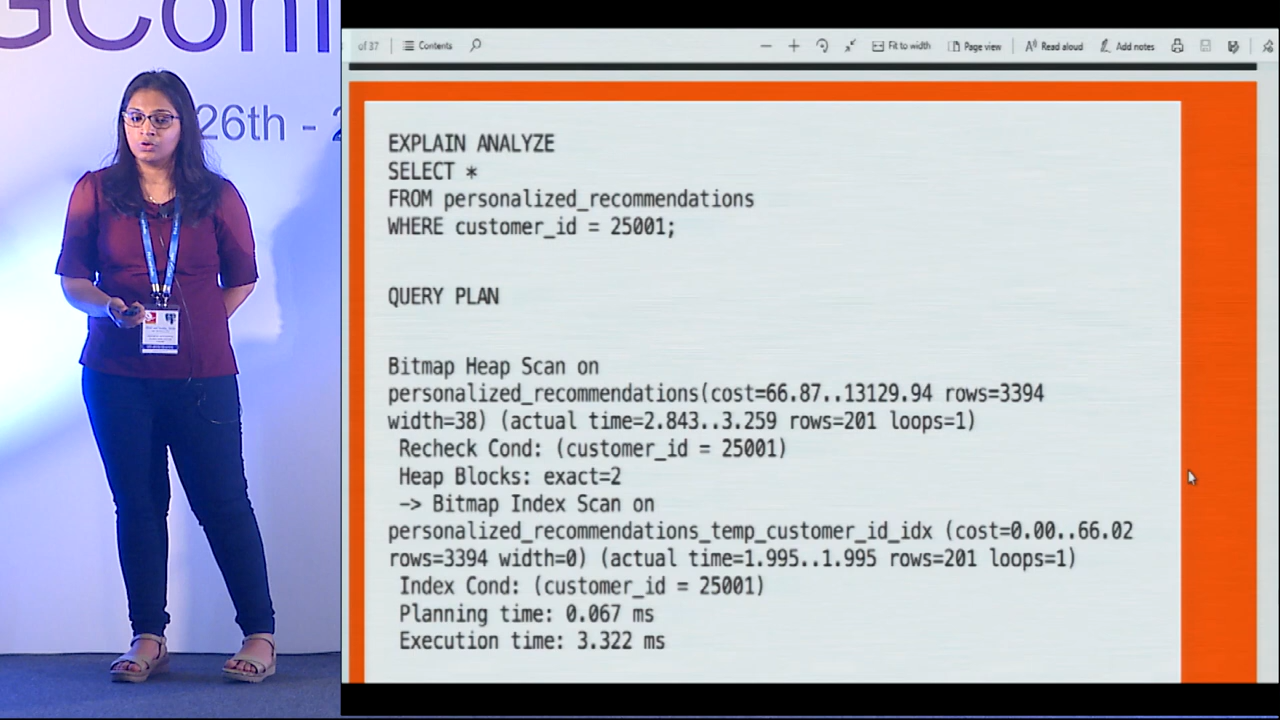 GConf
26th - 2
of 37
Contents
Fit to width
Page view
Read aloud
Add notes
EXPLAIN ANALYZE
SELECT *
FROM personalized_recommendations
WHERE customer_id = 25001;
QUERY PLAN
Bitmap Heap Scan on
personalized_recommendations(cost=66.87..13129.94 rows=3394
width=38) (actual time=2.843..3.259 rows=201 loops=1)
Recheck Cond: (customer_id = 25001)
Heap Blocks: exact=2
-> Bitmap Index Scan on
personalized_recommendations_temp_customer_id_idx (cost=0.00..66.02
rows=3394 width=0) (actual time=1.995..1.995 rows=201 loops=1)
Index Cond: (customer_id = 25001)
Planning time: 0.067 ms
Execution time: 3.322 ms